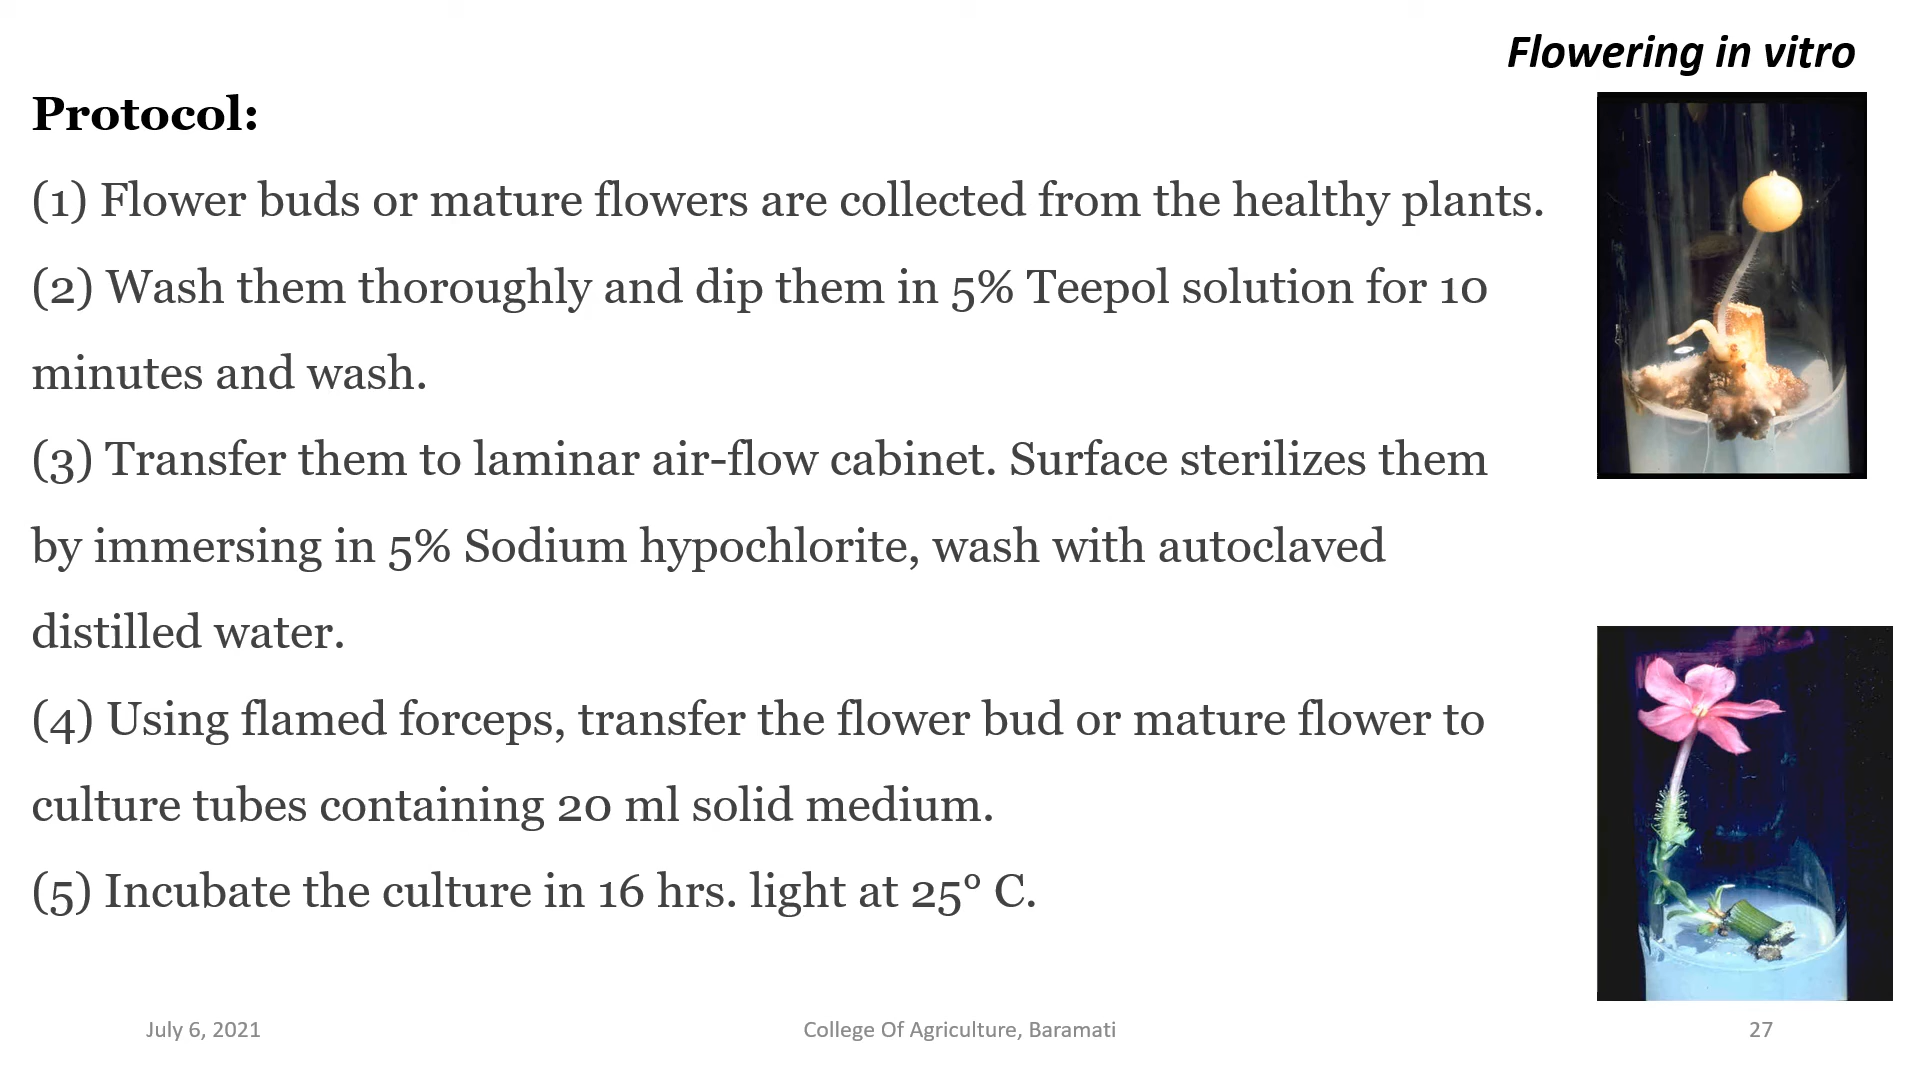 Flowering in vitro
Protocol:
(1) Flower buds or mature flowers are collected from the healthy plants.
(2) Wash them thoroughly and dip them in 5% Teepol solution for 10
minutes and wash.
(3) Transfer them to laminar air-flow cabinet. Surface sterilizes them
by immersing in 5% Sodium hypochlorite, wash with autoclaved
distilled water.
(4) Using flamed forceps, transfer the flower bud or mature flower to
culture tubes containing 20 ml solid medium.
(5) Incubate the culture in 16 hrs. light at 25° C.
July 6, 2021
College Of Agriculture, Baramati
27